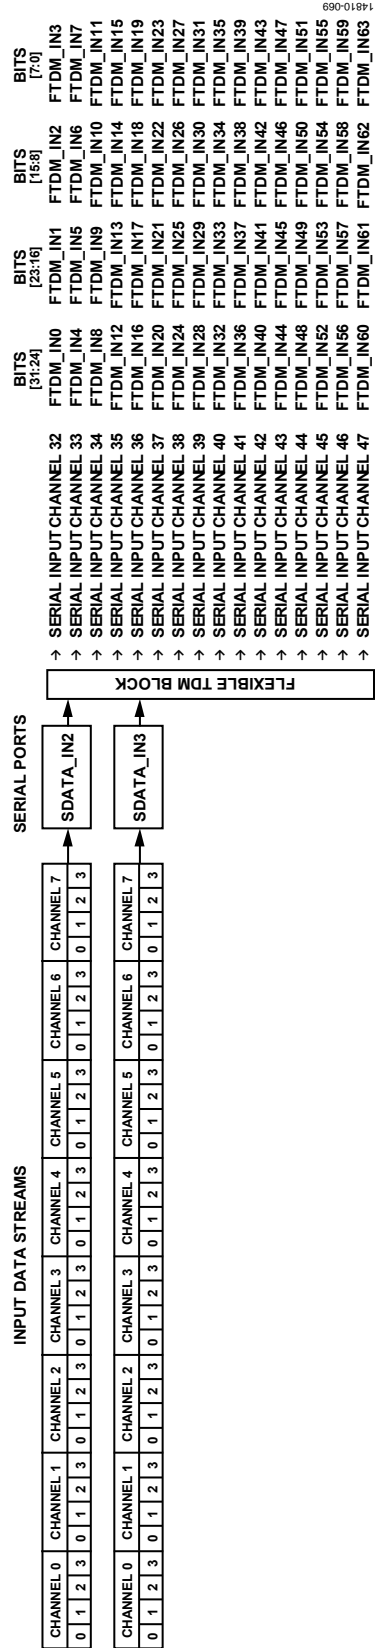 INPUT DATA STREAMS
CHANNEL 0 CHANNEL 1 CHANNEL 2 CHANNEL 3 CHANNEL 4 CHANNEL 5 CHANNEL 6 CHANNEL 7
0 1 2 3 0 1 2 3 0 1 2 3 0 1 2 3 0 1 2 3 0 1 2 3 0 1 2 3 0 1 2 3
CHANNEL 0 CHANNEL 1 CHANNEL 2 CHANNEL 3 CHANNEL 4 CHANNEL 5 CHANNEL 6 CHANNEL 7
0 1 2 3 0 1 2 3 0 1 2 3 0 1 2 3 0 1 2 3 0 1 2 3 0 1 2 3 0 1 2 3
SERIAL PORTS
SDATA_IN2
SDATA_IN3
FLEXIBLE TDM BLOCK
BITS [31:24] BITS [23:16] BITS [15:8] BITS [7:0]
→ SERIAL INPUT CHANNEL 32 FTDM_IN0 FTDM_IN1 FTDM_IN2 FTDM_IN3
→ SERIAL INPUT CHANNEL 33 FTDM_IN4 FTDM_IN5 FTDM_IN6 FTDM_IN7
→ SERIAL INPUT CHANNEL 34 FTDM_IN8 FTDM_IN9 FTDM_IN10 FTDM_IN11
→ SERIAL INPUT CHANNEL 35 FTDM_IN12 FTDM_IN13 FTDM_IN14 FTDM_IN15
→ SERIAL INPUT CHANNEL 36 FTDM_IN16 FTDM_IN17 FTDM_IN18 FTDM_IN19
→ SERIAL INPUT CHANNEL 37 FTDM_IN20 FTDM_IN21 FTDM_IN22 FTDM_IN23
→ SERIAL INPUT CHANNEL 38 FTDM_IN24 FTDM_IN25 FTDM_IN26 FTDM_IN27
→ SERIAL INPUT CHANNEL 39 FTDM_IN28 FTDM_IN29 FTDM_IN30 FTDM_IN31
→ SERIAL INPUT CHANNEL 40 FTDM_IN32 FTDM_IN33 FTDM_IN34 FTDM_IN35
→ SERIAL INPUT CHANNEL 41 FTDM_IN36 FTDM_IN37 FTDM_IN38 FTDM_IN39
→ SERIAL INPUT CHANNEL 42 FTDM_IN40 FTDM_IN41 FTDM_IN42 FTDM_IN43
→ SERIAL INPUT CHANNEL 43 FTDM_IN44 FTDM_IN45 FTDM_IN46 FTDM_IN47
→ SERIAL INPUT CHANNEL 44 FTDM_IN48 FTDM_IN49 FTDM_IN50 FTDM_IN51
→ SERIAL INPUT CHANNEL 45 FTDM_IN52 FTDM_IN53 FTDM_IN54 FTDM_IN55
→ SERIAL INPUT CHANNEL 46 FTDM_IN56 FTDM_IN57 FTDM_IN58 FTDM_IN59
→ SERIAL INPUT CHANNEL 47 FTDM_IN60 FTDM_IN61 FTDM_IN62 FTDM_IN63
14810-069